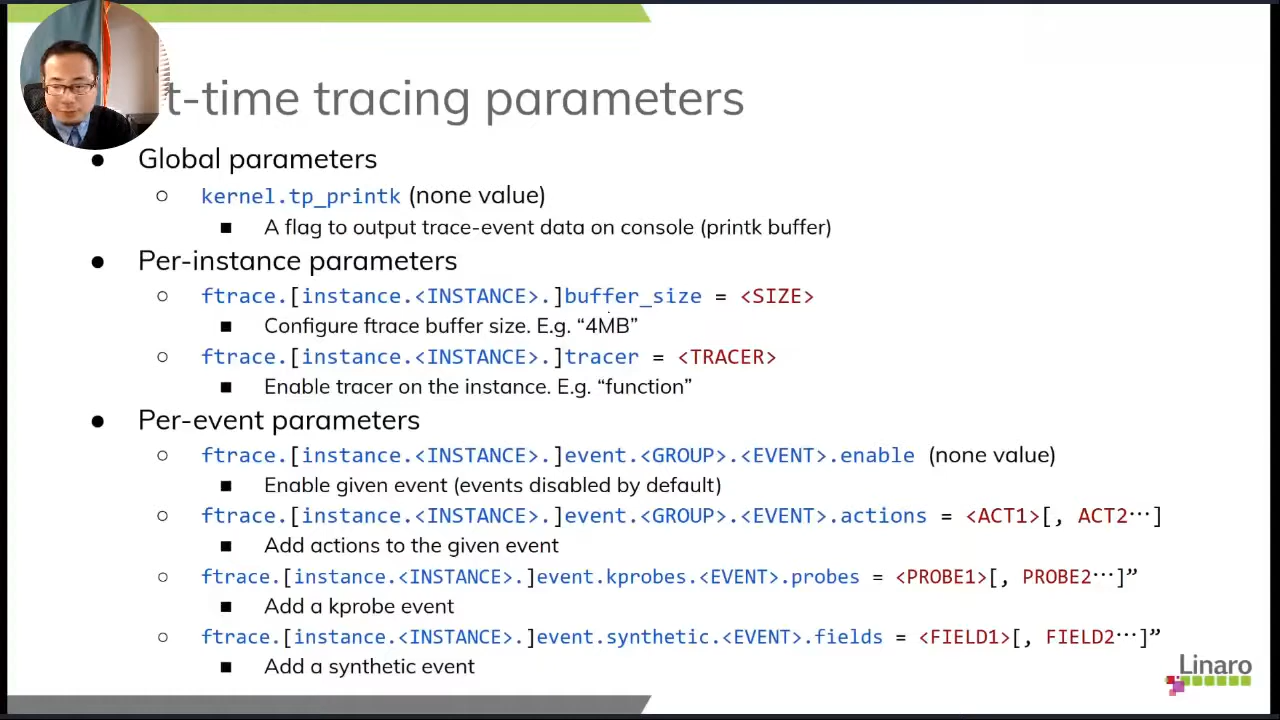 t-time tracing parameters
● Global parameters
○ kernel.tp_printk (none value)
■ A flag to output trace-event data on console (printk buffer)
● Per-instance parameters
○ ftrace.[instance.<INSTANCE>.]buffer_size = <SIZE>
■ Configure ftrace buffer size. E.g. “4MB”
○ ftrace.[instance.<INSTANCE>.]tracer = <TRACER>
■ Enable tracer on the instance. E.g. “function”
● Per-event parameters
○ ftrace.[instance.<INSTANCE>.]event.<GROUP>.<EVENT>.enable (none value)
■ Enable given event (events disabled by default)
○ ftrace.[instance.<INSTANCE>.]event.<GROUP>.<EVENT>.actions = <ACT1>[, ACT2…]
■ Add actions to the given event
○ ftrace.[instance.<INSTANCE>.]event.kprobes.<EVENT>.probes = <PROBE1>[, PROBE2…]”
■ Add a kprobe event
○ ftrace.[instance.<INSTANCE>.]event.synthetic.<EVENT>.fields = <FIELD1>[, FIELD2…]”
■ Add a synthetic event
Linaro